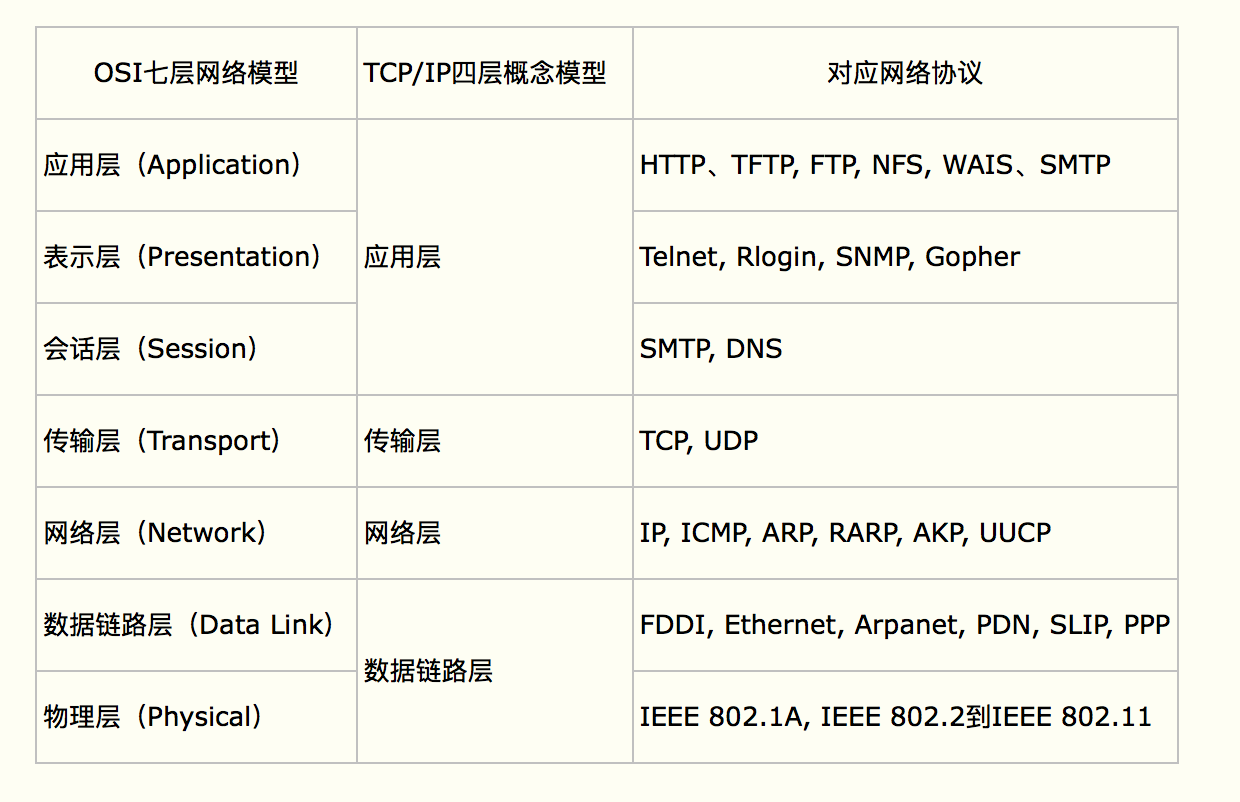 OSI七层网络模型 TCP/IP四层概念模型 对应网络协议
应用层（Application） HTTP、TFTP, FTP, NFS, WAIS、SMTP
表示层（Presentation） 应用层 Telnet, Rlogin, SNMP, Gopher
会话层（Session） SMTP, DNS
传输层（Transport） 传输层 TCP, UDP
网络层（Network） 网络层 IP, ICMP, ARP, RARP, AKP, UUCP
数据链路层（Data Link） FDDI, Ethernet, Arpanet, PDN, SLIP, PPP
数据链路层
物理层（Physical） IEEE 802.1A, IEEE 802.2到IEEE 802.11